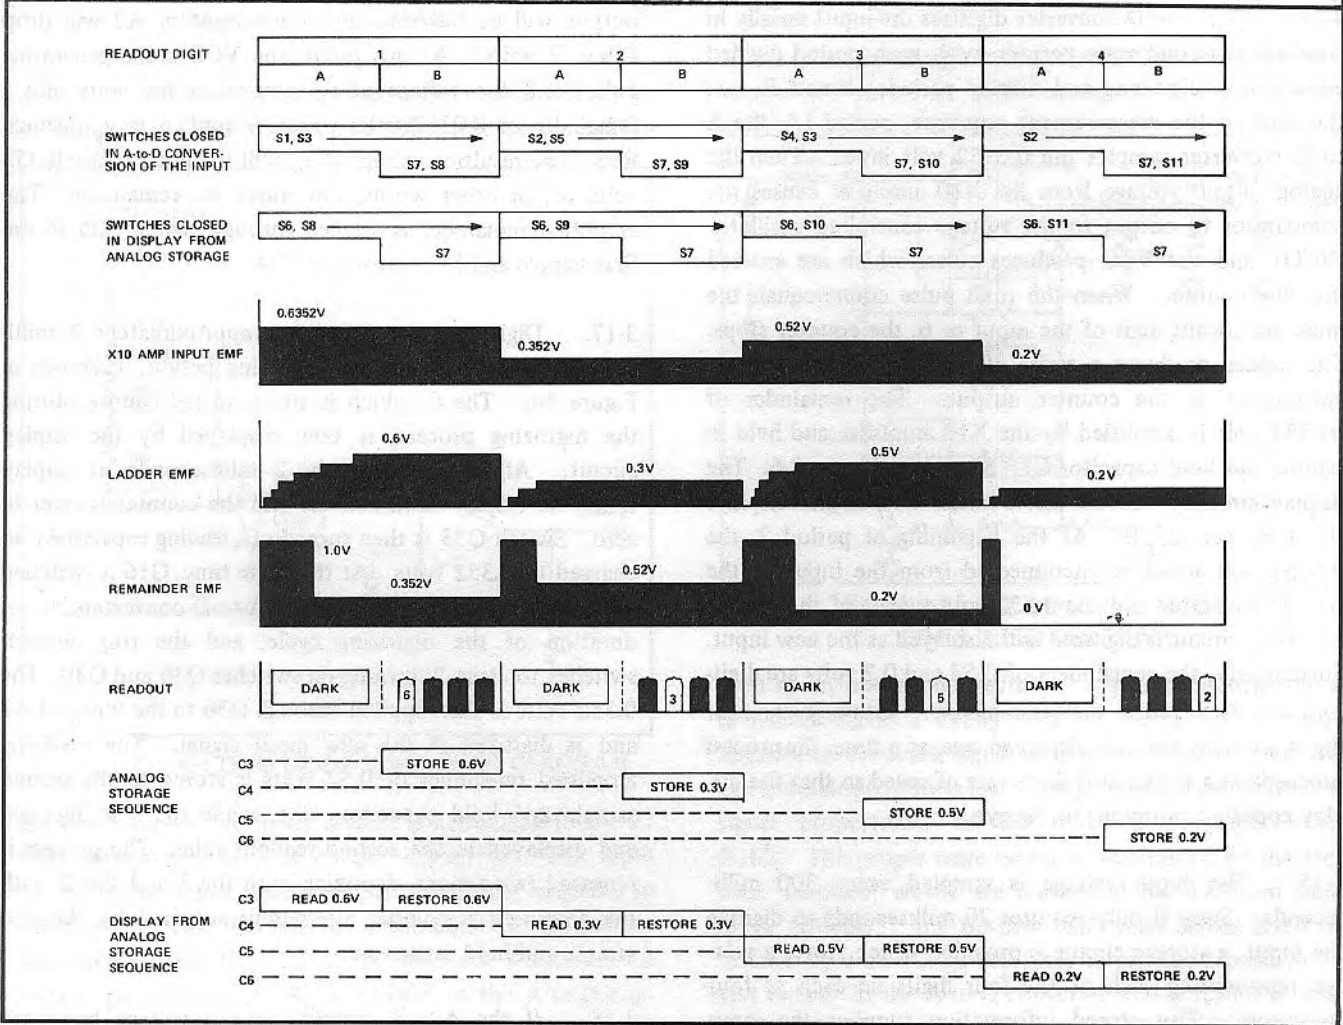 READOUT DIGIT
1 2 3 4
A B A B A B A B
SWITCHES CLOSED
IN A-to-D CONVER-
SION OF THE INPUT
S1, S3 S2, S5 S4, S3 S2
S7, S8 S7, S9 S7, S10 S7, S11
SWITCHES CLOSED
IN DISPLAY FROM
ANALOG STORAGE
S6, S8 S6, S9 S6, S10 S6, S11
S7 S7 S7 S7
X10 AMP INPUT EMF
0.6352V 0.352V 0.52V 0.2V
LADDER EMF
0.6V 0.3V 0.5V 0.2V
REMAINDER EMF
1.0V 0.352V 0.52V 0.2V 0V
READOUT
DARK 6 DARK 3 DARK 5 DARK 2
ANALOG
STORAGE
SEQUENCE
C3 STORE 0.6V
C4 STORE 0.3V
C5 STORE 0.5V
C6 STORE 0.2V
DISPLAY FROM
ANALOG
STORAGE
SEQUENCE
C3 READ 0.6V RESTORE 0.6V
C4 READ 0.3V RESTORE 0.3V
C5 READ 0.5V RESTORE 0.5V
C6 READ 0.2V RESTORE 0.2V